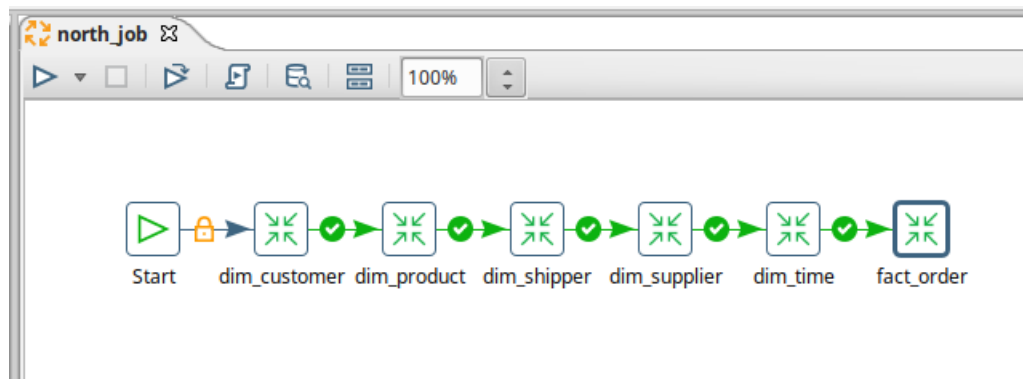 north_job
100%
Start dim_customer dim_product dim_shipper dim_supplier dim_time fact_order